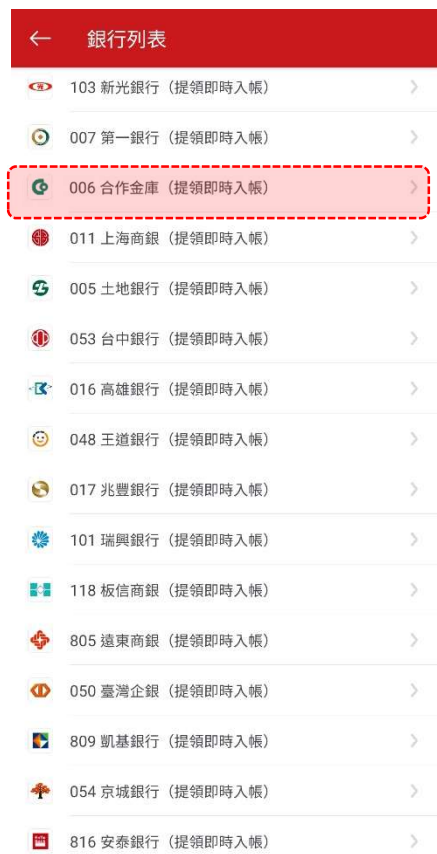 銀行列表
103 新光銀行（提領即時入帳）
007 第一銀行（提領即時入帳）
006 合作金庫（提領即時入帳）
011 上海商銀（提領即時入帳）
005 土地銀行（提領即時入帳）
053 台中銀行（提領即時入帳）
016 高雄銀行（提領即時入帳）
048 王道銀行（提領即時入帳）
017 兆豐銀行（提領即時入帳）
101 瑞興銀行（提領即時入帳）
118 板信商銀（提領即時入帳）
805 遠東商銀（提領即時入帳）
050 臺灣企銀（提領即時入帳）
809 凱基銀行（提領即時入帳）
054 京城銀行（提領即時入帳）
816 安泰銀行（提領即時入帳）